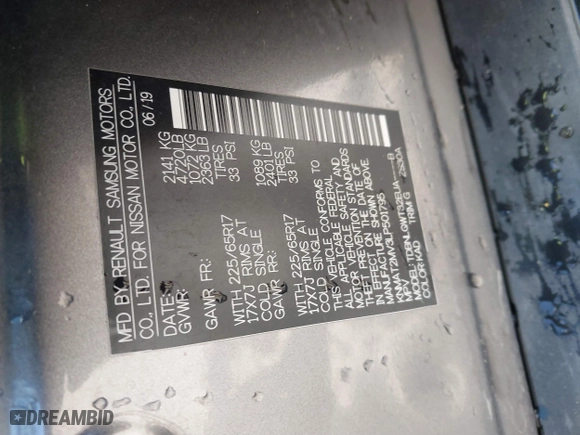 MFD BY RENAULT SAMSUNG MOTORS
CO., LTD. FOR NISSAN MOTOR CO., LTD.
DATE: 06/19
GVWR: 2141 KG
4720 LB
GAWR FR: 1072 KG
2363 LB
WITH 225/65R17 TIRES
17X7J RIMS AT 33 PSI
COLD SINGLE
GAWR RR: 1089 KG
2401 LB
WITH 225/65R17 TIRES
17X7J RIMS AT 33 PSI
COLD SINGLE
THIS VEHICLE CONFORMS TO
ALL APPLICABLE FEDERAL
MOTOR VEHICLE SAFETY AND
THEFT PREVENTION STANDARDS
IN EFFECT ON THE DATE OF
MANUFACTURE SHOWN ABOVE.
MPV
MODEL: B
COLOR: KAD TRIM: G
DREAMBID